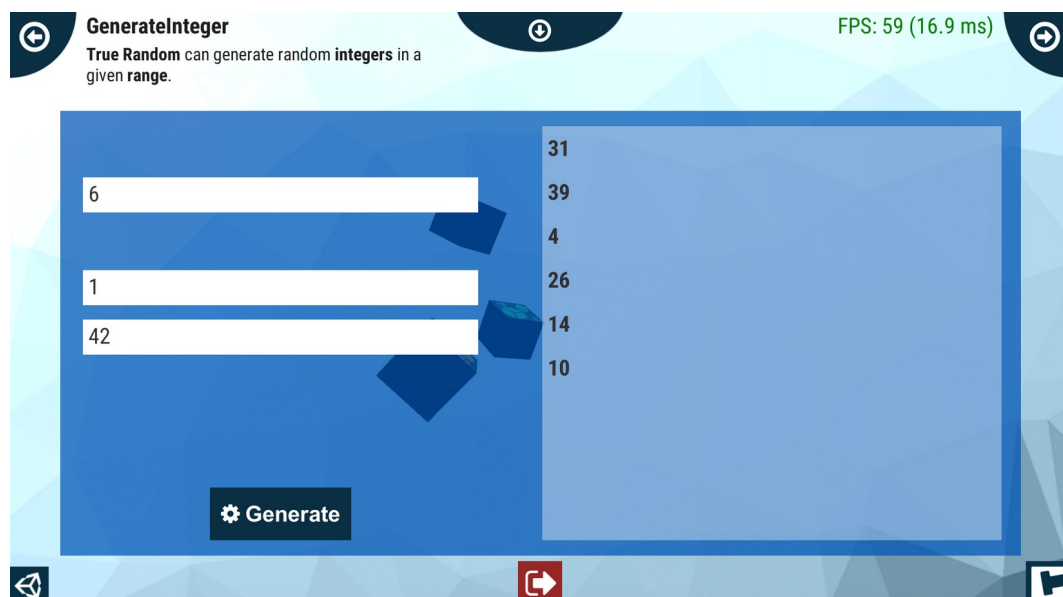 GenerateInteger
True Random can generate random integers in a
given range.
FPS: 59 (16.9 ms)
6
1
42
Generate
31
39
4
26
14
10